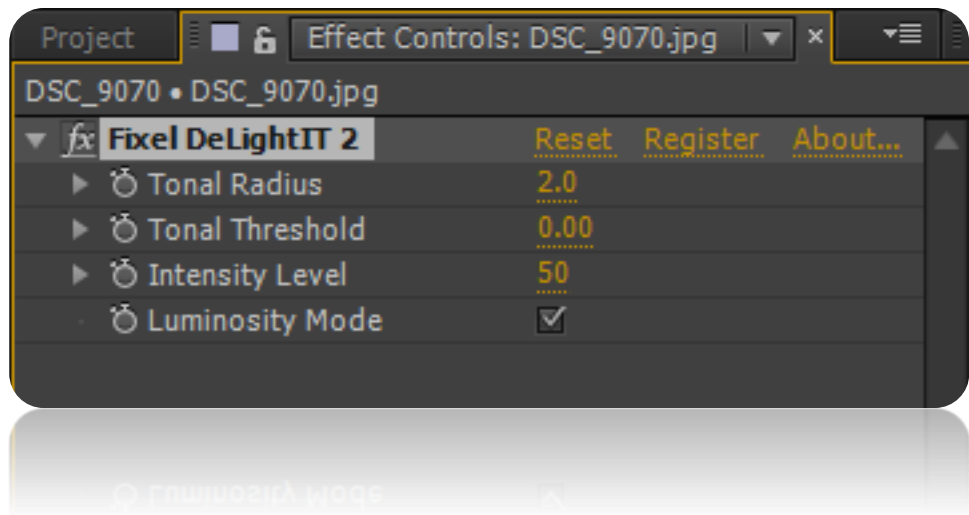 Project Effect Controls: DSC_9070.jpg ×
DSC_9070 • DSC_9070.jpg
fx Fixel DeLightIT 2 Reset Register About...
Tonal Radius 2.0
Tonal Threshold 0.00
Intensity Level 50
Luminosity Mode